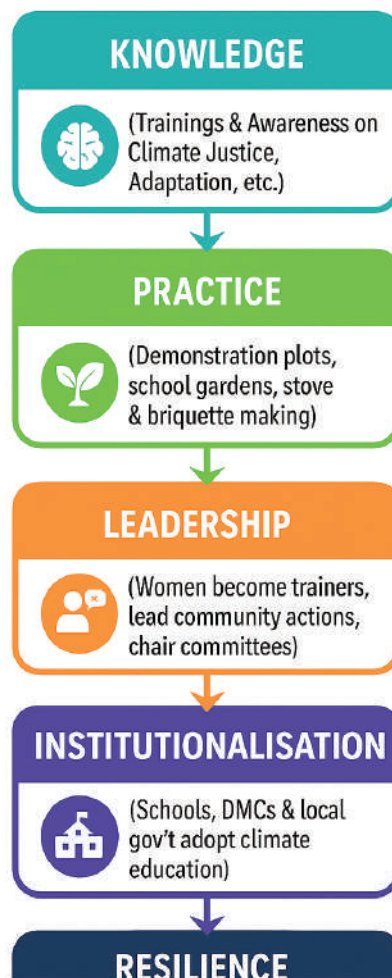 KNOWLEDGE
(Trainings & Awareness on
Climate Justice,
Adaptation, etc.)
PRACTICE
(Demonstration plots,
school gardens, stove
& briquette making)
LEADERSHIP
(Women become trainers,
lead community actions,
chair committees)
INSTITUTIONALISATION
(Schools, DMCs & local
gov't adopt climate
education)
RESILIENCE